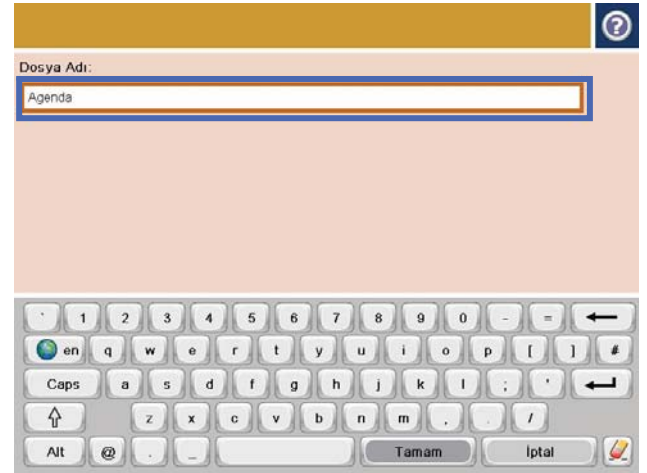 ?
Dosya Adı:
Agenda
` 1 2 3 4 5 6 7 8 9 0 - =
en q w e r t y u i o p [ ] #
Caps a s d f g h j k l ; '
z x c v b n m , . /
Alt @ . _ Tamam İptal